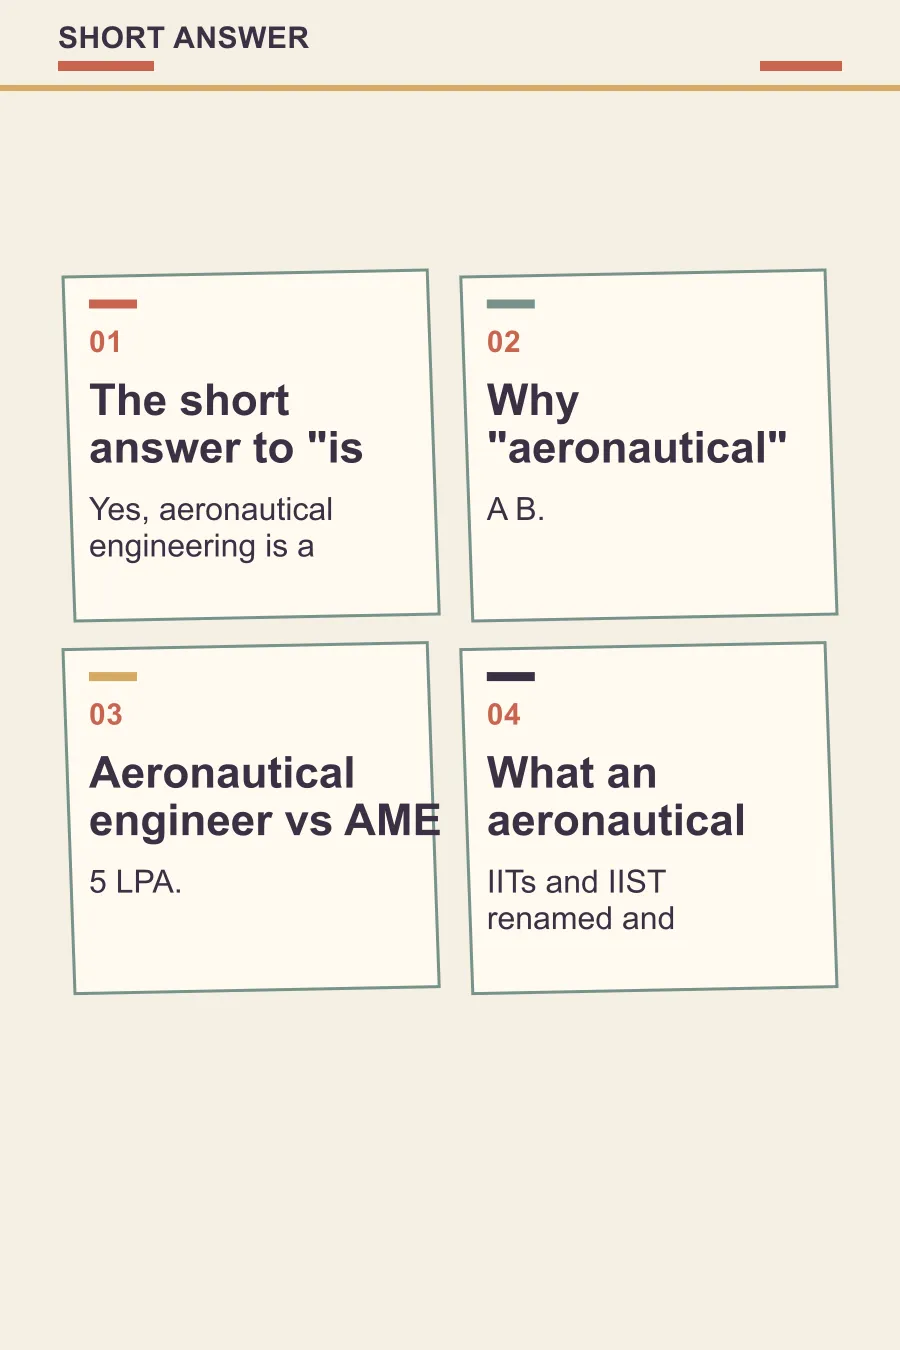 SHORT ANSWER
01
The short
answer to "is
Yes, aeronautical
engineering is a
02
Why
"aeronautical"
A B.
03
Aeronautical
engineer vs AME
5 LPA.
04
What an
aeronautical
IITs and IIST
renamed and